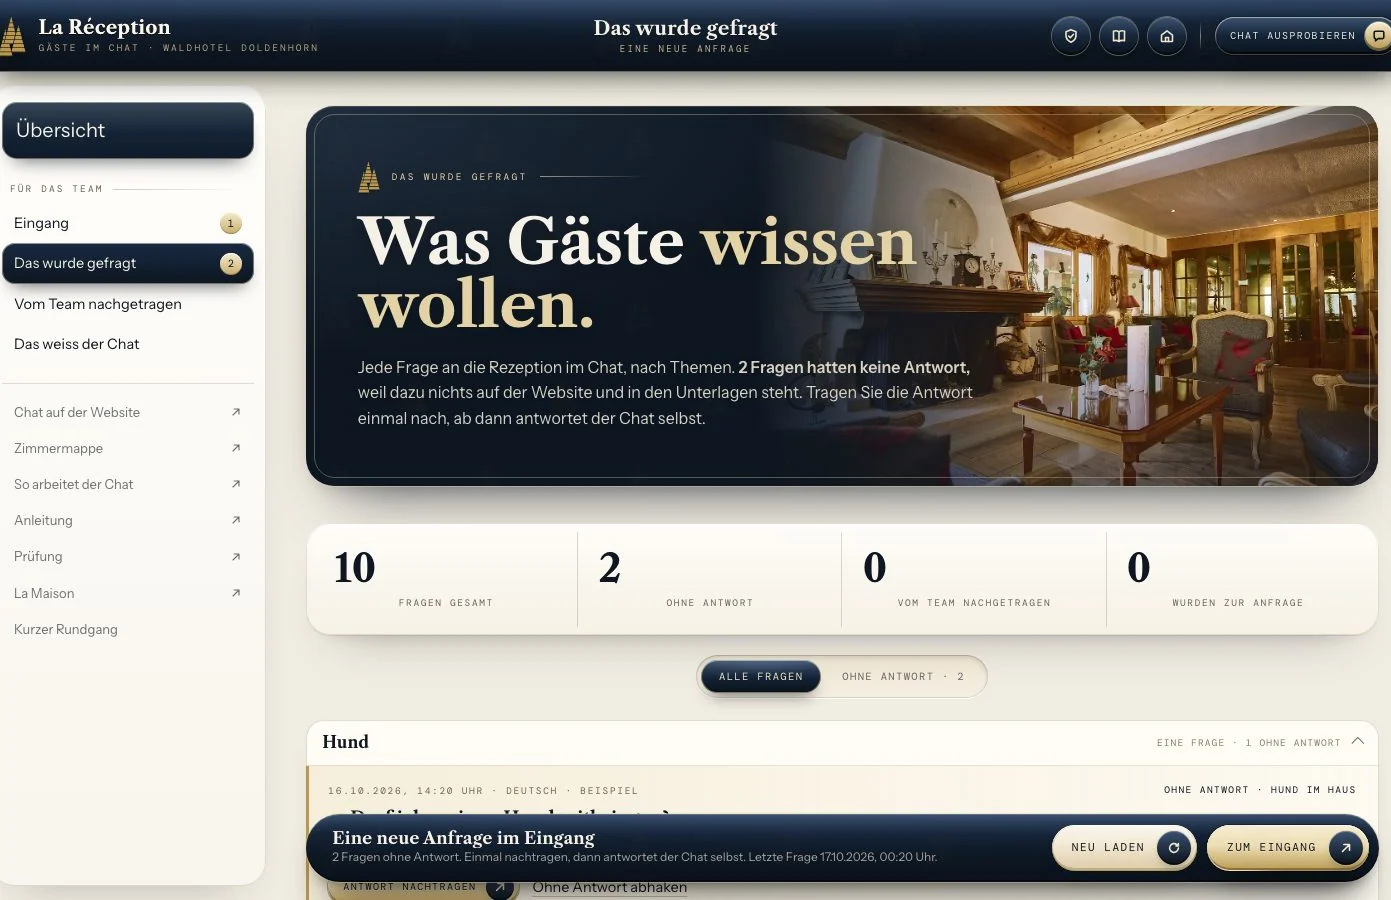 La Réception
GÄSTE IM CHAT · WALDHOTEL DOLDENHORN
Das wurde gefragt
EINE NEUE ANFRAGE
CHAT AUSPROBIEREN
Übersicht
FÜR DAS TEAM
Eingang 1
Das wurde gefragt 2
Vom Team nachgetragen
Das weiss der Chat
Chat auf der Website
Zimmermappe
So arbeitet der Chat
Anleitung
Prüfung
La Maison
Kurzer Rundgang
DAS WURDE GEFRAGT
Was Gäste wissen
wollen.
Jede Frage an die Rezeption im Chat, nach Themen. 2 Fragen hatten keine Antwort,
weil dazu nichts auf der Website und in den Unterlagen steht. Tragen Sie die Antwort
einmal nach, ab dann antwortet der Chat selbst.
10
FRAGEN GESAMT
2
OHNE ANTWORT
0
VOM TEAM NACHGETRAGEN
0
WURDEN ZUR ANFRAGE
ALLE FRAGEN
OHNE ANTWORT · 2
Hund
EINE FRAGE · 1 OHNE ANTWORT
16.10.2026, 14:20 UHR · DEUTSCH · BEISPIEL
OHNE ANTWORT · HUND IM HAUS
Eine neue Anfrage im Eingang
2 Fragen ohne Antwort. Einmal nachtragen, dann antwortet der Chat selbst. Letzte Frage 17.10.2026, 00:20 Uhr.
NEU LADEN
ZUM EINGANG
ANTWORT NACHTRAGEN
Ohne Antwort abhaken